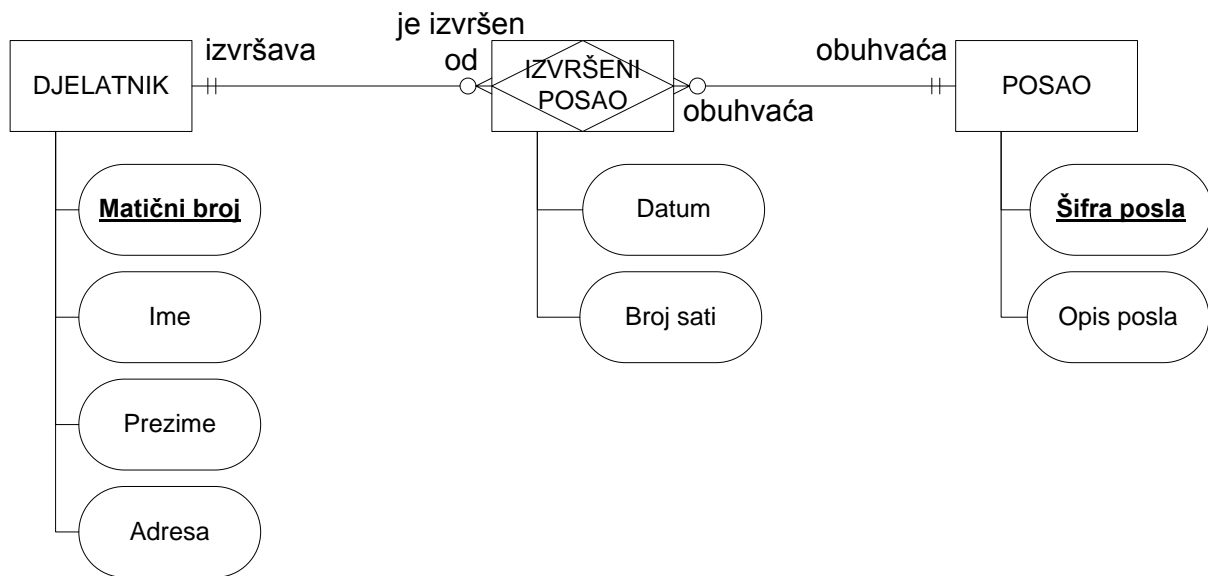 je izvršen
od
izvršava
obuhvaća
DJELATNIK
IZVRŠENI
POSAO
POSAO
obuhvaća
Matični broj
Ime
Prezime
Adresa
Datum
Broj sati
Šifra posla
Opis posla